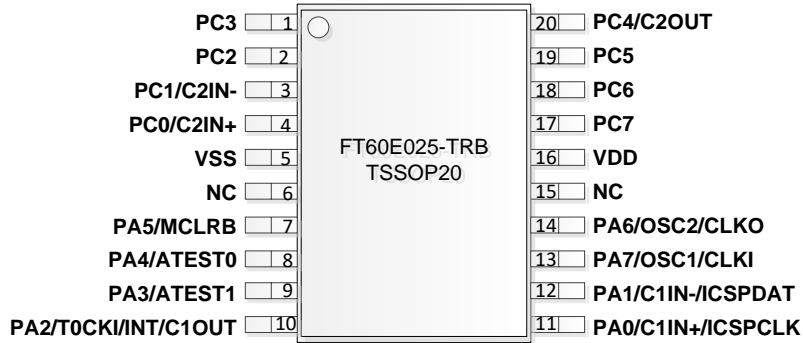 PC3 1 20 PC4/C2OUT
PC2 2 19 PC5
PC1/C2IN- 3 18 PC6
PC0/C2IN+ 4 17 PC7
FT60E025-TRB
VSS 5 16 VDD
TSSOP20
NC 6 15 NC
PA5/MCLRB 7 14 PA6/OSC2/CLKO
PA4/ATEST0 8 13 PA7/OSC1/CLKI
PA3/ATEST1 9 12 PA1/C1IN-/ICSPDAT
PA2/T0CKI/INT/C1OUT 10 11 PA0/C1IN+/ICSPCLK